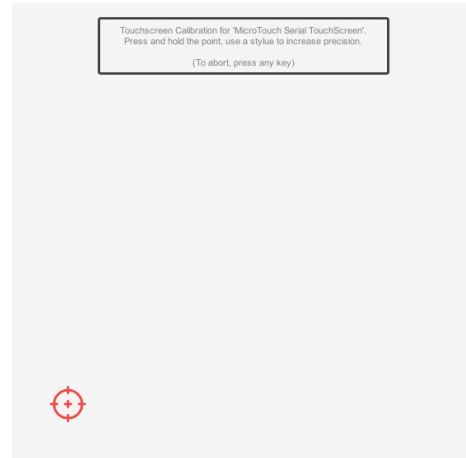 Touchscreen Calibration for 'MicroTouch Serial TouchScreen'.
Press and hold the point, use a stylue to increase precision.
(To abort, press any key)